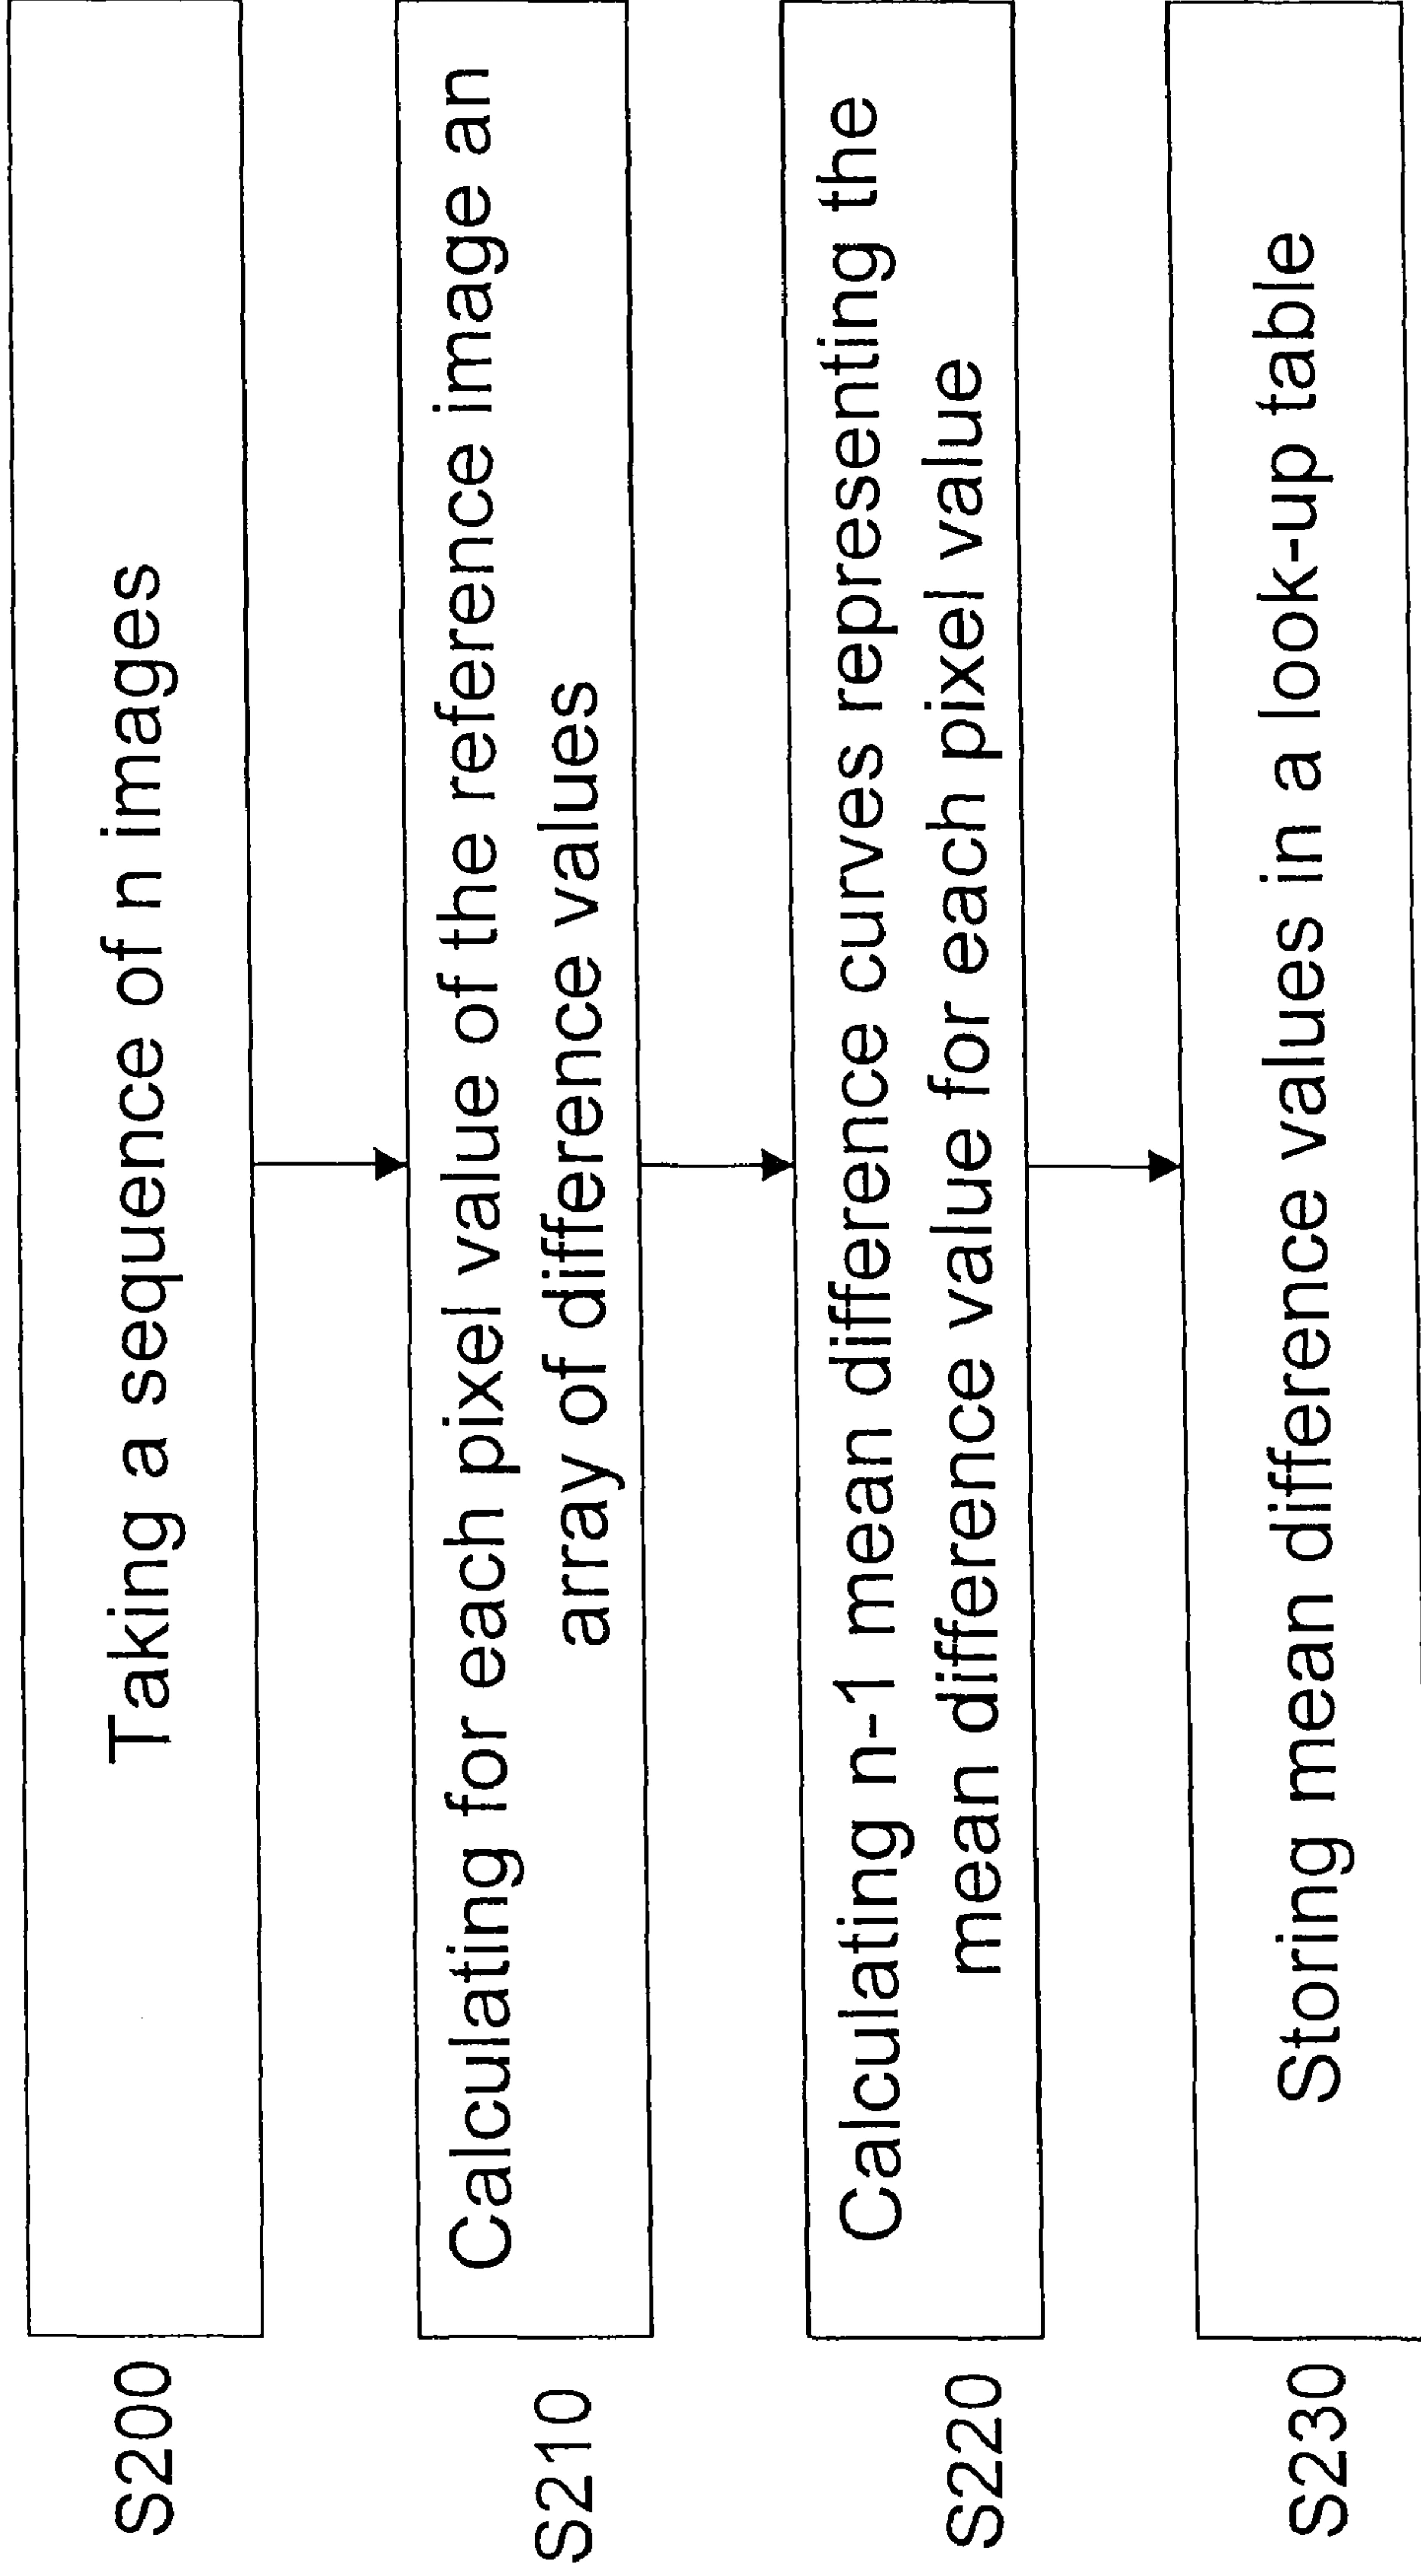 S200
Taking a sequence of n images
S210
Calculating for each pixel value of the reference image an
array of difference values
S220
Calculating n-1 mean difference curves representing the
mean difference value for each pixel value
S230
Storing mean difference values in a look-up table